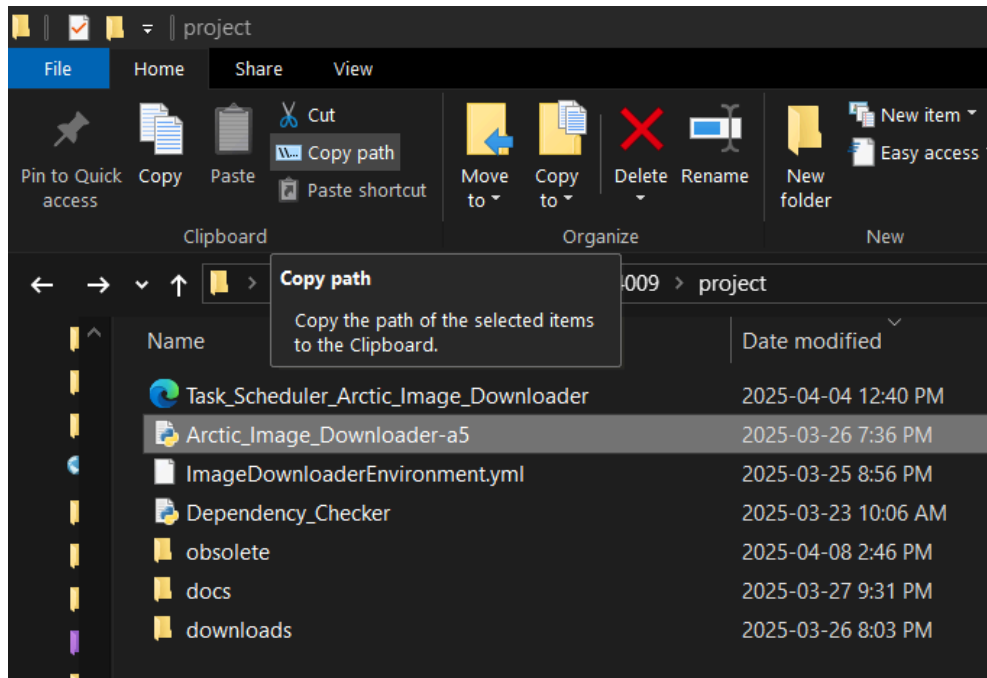 project
File Home Share View
Cut
W... Copy path
Paste shortcut
Pin to Quick access
Copy
Paste
Move to
Copy to
Delete
Rename
New folder
New item
Easy access
Clipboard Organize New
Copy path
Copy the path of the selected items
to the Clipboard.
4009 > project
Name Date modified
Task_Scheduler_Arctic_Image_Downloader 2025-04-04 12:40 PM
Arctic_Image_Downloader-a5 2025-03-26 7:36 PM
ImageDownloaderEnvironment.yml 2025-03-25 8:56 PM
Dependency_Checker 2025-03-23 10:06 AM
obsolete 2025-04-08 2:46 PM
docs 2025-03-27 9:31 PM
downloads 2025-03-26 8:03 PM